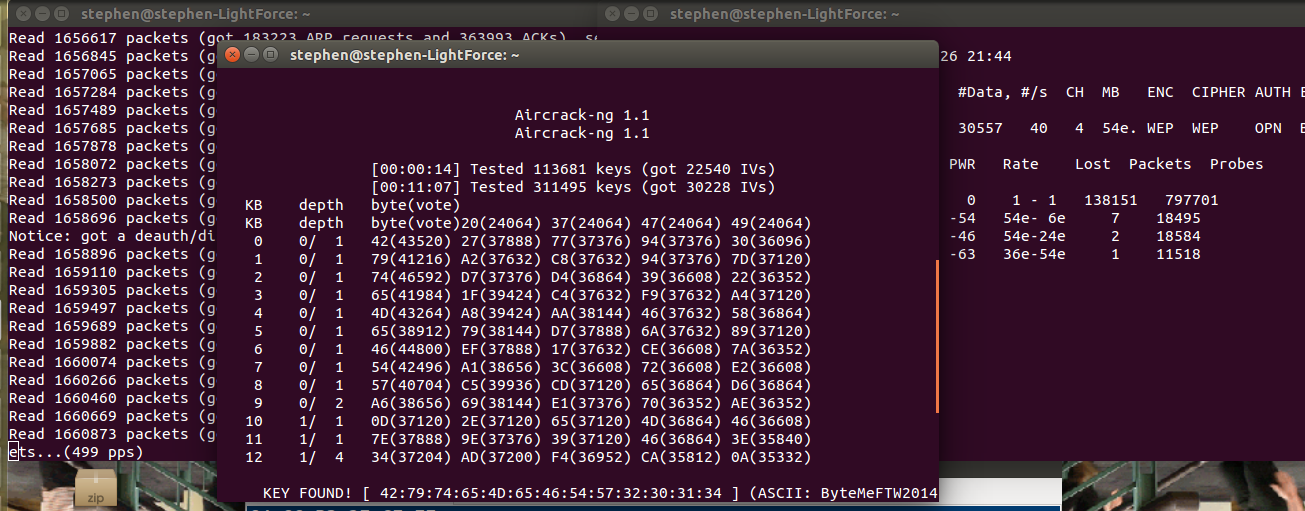 stephen@stephen-LightForce: ~
Read 1656617 packets (got 183223 ARP requests and 363993 ACKs), se
Read 1656845 packets (g
Read 1657065 packets (g
Read 1657284 packets (g
Read 1657489 packets (g
Read 1657685 packets (g
Read 1657878 packets (g
Read 1658072 packets (g
Read 1658273 packets (g
Read 1658500 packets (g
Read 1658696 packets (g
Notice: got a deauth/di
Read 1658896 packets (g
Read 1659110 packets (g
Read 1659305 packets (g
Read 1659497 packets (g
Read 1659689 packets (g
Read 1659882 packets (g
Read 1660074 packets (g
Read 1660266 packets (g
Read 1660460 packets (g
Read 1660669 packets (g
Read 1660873 packets (g
ets...(499 pps)
stephen@stephen-LightForce: ~
Aircrack-ng 1.1
Aircrack-ng 1.1
[00:00:14] Tested 113681 keys (got 22540 IVs)
[00:11:07] Tested 311495 keys (got 30228 IVs)
KB depth byte(vote)
KB depth byte(vote)20(24064) 37(24064) 47(24064) 49(24064)
0 0/ 1 42(43520) 27(37888) 77(37376) 94(37376) 30(36096)
1 0/ 1 79(41216) A2(37632) C8(37632) 94(37376) 7D(37120)
2 0/ 1 74(46592) D7(37376) D4(36864) 39(36608) 22(36352)
3 0/ 1 65(41984) 1F(39424) C4(37632) F9(37632) A4(37120)
4 0/ 1 4D(43264) A8(39424) AA(38144) 46(37632) 58(36864)
5 0/ 1 65(38912) 79(38144) D7(37888) 6A(37632) 89(37120)
6 0/ 1 46(44800) EF(37888) 17(37632) CE(36608) 7A(36352)
7 0/ 1 54(42496) A1(38656) 3C(36608) 72(36608) E2(36608)
8 0/ 1 57(40704) C5(39936) CD(37120) 65(36864) D6(36864)
9 0/ 2 A6(38656) 69(38144) E1(37376) 70(36352) AE(36352)
10 1/ 1 0D(37120) 2E(37120) 65(37120) 4D(36864) 46(36608)
11 1/ 1 7E(37888) 9E(37376) 39(37120) 46(36864) 3E(35840)
12 1/ 4 34(37204) AD(37200) F4(36952) CA(35812) 0A(35332)
KEY FOUND! [ 42:79:74:65:4D:65:46:54:57:32:30:31:34 ] (ASCII: ByteMeFTW2014
stephen@stephen-LightForce: ~
26 21:44
#Data, #/s CH MB ENC CIPHER AUTH E
30557 40 4 54e. WEP WEP OPN
PWR Rate Lost Packets Probes
0 1 - 1 138151 797701
-54 54e- 6e 7 18495
-46 54e-24e 2 18584
-63 36e-54e 1 11518
zip